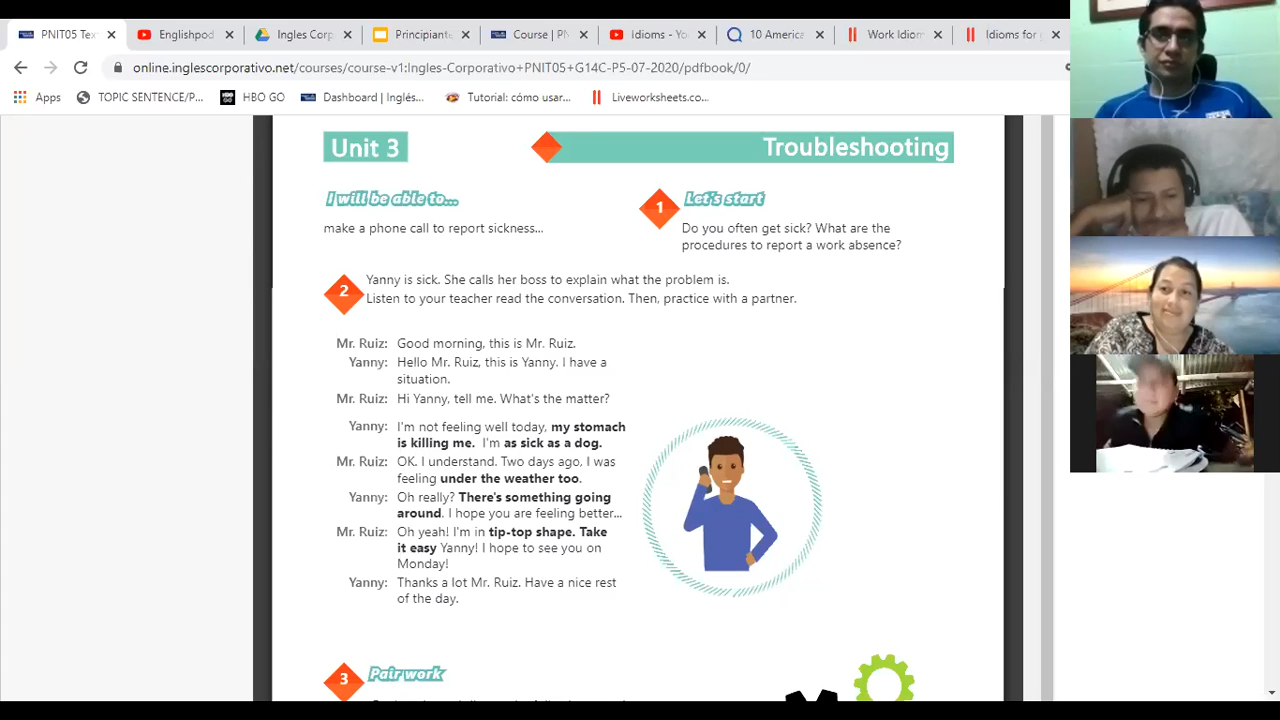 PNIT05 Tex
Englishpod
Ingles Corp
Principiante
Course | PN
Idioms - Yo
10 America
Work Idiom
Idioms for
online.inglescorporativo.net/courses/course-v1:Ingles-Corporativo+PNIT05+G14C-P5-07-2020/pdfbook/0/
Apps
TOPIC SENTENCE/P...
HBO GO
Dashboard | Inglés...
Tutorial: cómo usar...
Liveworksheets.co...
Unit 3
Troubleshooting
I will be able to...
make a phone call to report sickness...
1
Let's start
Do you often get sick? What are the
procedures to report a work absence?
2
Yanny is sick. She calls her boss to explain what the problem is.
Listen to your teacher read the conversation. Then, practice with a partner.
Mr. Ruiz: Good morning, this is Mr. Ruiz.
Yanny: Hello Mr. Ruiz, this is Yanny. I have a
situation.
Mr. Ruiz: Hi Yanny, tell me. What's the matter?
Yanny: I'm not feeling well today, my stomach
is killing me. I'm as sick as a dog.
Mr. Ruiz: OK. I understand. Two days ago, I was
feeling under the weather too.
Yanny: Oh really? There's something going
around. I hope you are feeling better...
Mr. Ruiz: Oh yeah! I'm in tip-top shape. Take
it easy Yanny! I hope to see you on
Monday!
Yanny: Thanks a lot Mr. Ruiz. Have a nice rest
of the day.
3
Pair work